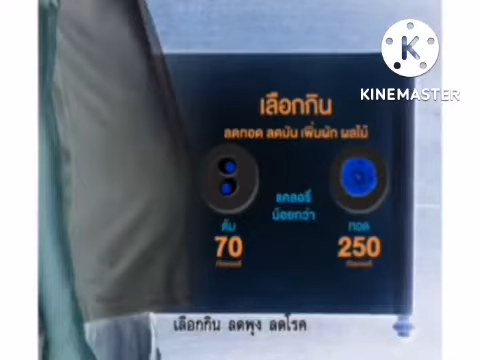 K
KINEMASTER
เลือกกิน
ลดทอด ลดมัน เพิ่มผัก ผลไม้
แคลอรี่
น้อยกว่า
ต้ม
70
ทอด
250
เลือกกิน ลดพุง ลดโรค